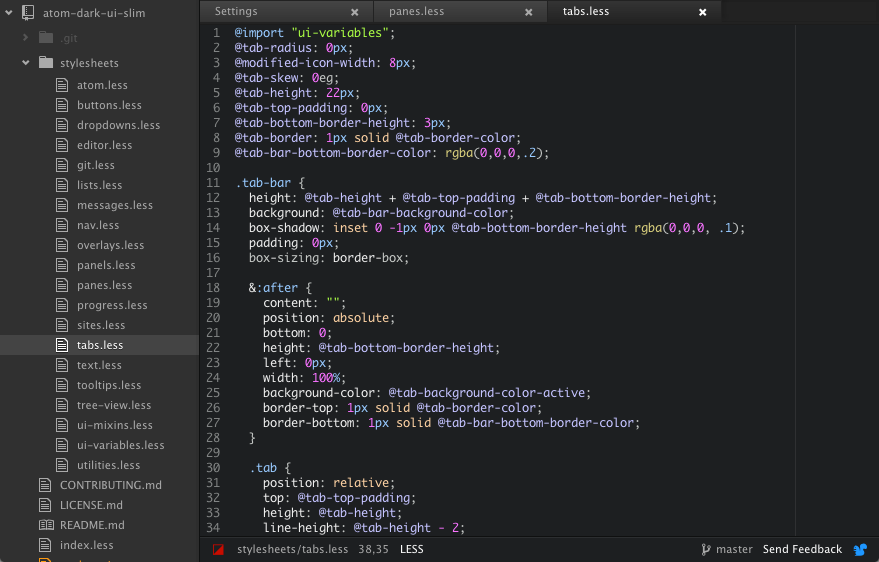 atom-dark-ui-slim
.git
stylesheets
atom.less
buttons.less
dropdowns.less
editor.less
git.less
lists.less
messages.less
nav.less
overlays.less
panels.less
panes.less
progress.less
sites.less
tabs.less
text.less
tooltips.less
tree-view.less
ui-mixins.less
ui-variables.less
utilities.less
CONTRIBUTING.md
LICENSE.md
README.md
index.less
Settings × panes.less × tabs.less ×
1 @import "ui-variables";
2 @tab-radius: 0px;
3 @modified-icon-width: 8px;
4 @tab-skew: 0eg;
5 @tab-height: 22px;
6 @tab-top-padding: 0px;
7 @tab-bottom-border-height: 3px;
8 @tab-border: 1px solid @tab-border-color;
9 @tab-bar-bottom-border-color: rgba(0,0,0,.2);
10
11 .tab-bar {
12 height: @tab-height + @tab-top-padding + @tab-bottom-border-height;
13 background: @tab-bar-background-color;
14 box-shadow: inset 0 -1px 0px @tab-bottom-border-height rgba(0,0,0, .1);
15 padding: 0px;
16 box-sizing: border-box;
17
18 &:after {
19 content: "";
20 position: absolute;
21 bottom: 0;
22 height: @tab-bottom-border-height;
23 left: 0px;
24 width: 100%;
25 background-color: @tab-background-color-active;
26 border-top: 1px solid @tab-border-color;
27 border-bottom: 1px solid @tab-bar-bottom-border-color;
28 }
29
30 .tab {
31 position: relative;
32 top: @tab-top-padding;
33 height: @tab-height;
34 line-height: @tab-height - 2;
stylesheets/tabs.less 38,35 LESS master Send Feedback